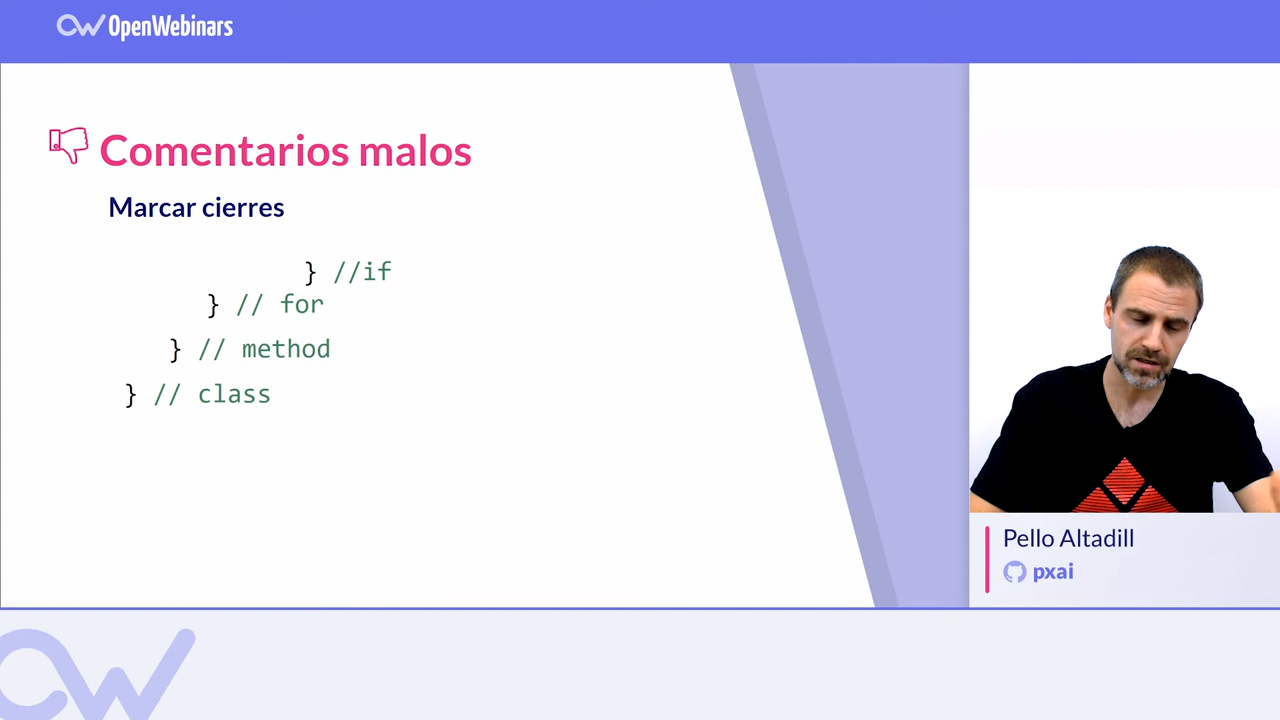 OpenWebinars
Comentarios malos
Marcar cierres
} //if
} // for
} // method
} // class
Pello Altadill
pxai